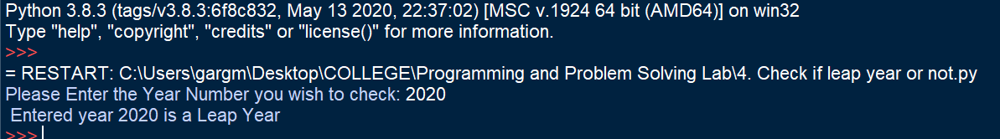 Python 3.8.3 (tags/v3.8.3:6f8c832, May 13 2020, 22:37:02) [MSC v.1924 64 bit (AMD64)] on win32
Type "help", "copyright", "credits" or "license()" for more information.
>>>
= RESTART: C:\Users\gargm\Desktop\COLLEGE\Programming and Problem Solving Lab\4. Check if leap year or not.py
Please Enter the Year Number you wish to check: 2020
 Entered year 2020 is a Leap Year
>>>